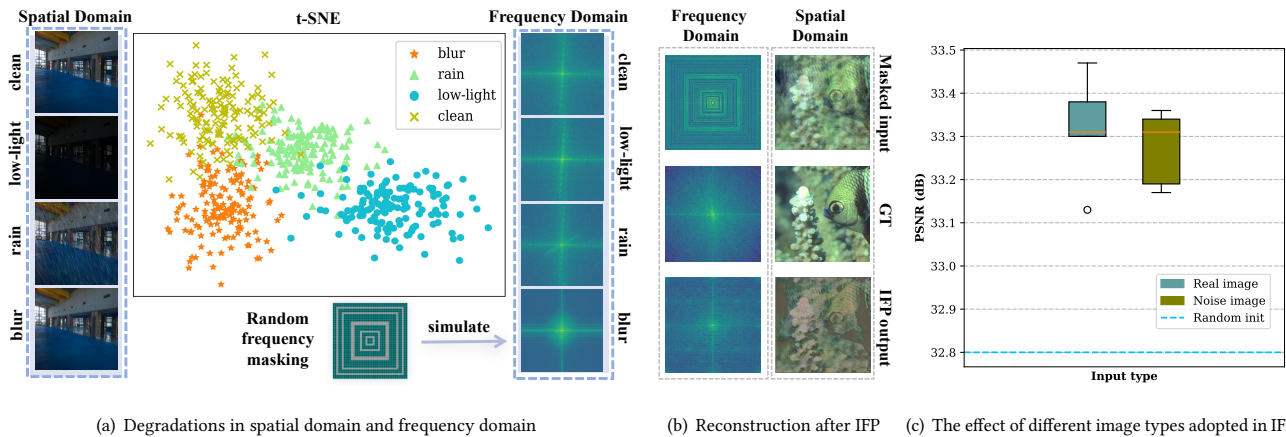 Spatial Domain
t-SNE
Frequency Domain
clean
low-light
rain
blur
blur
rain
low-light
clean
clean
low-light
rain
blur
Random
frequency
masking
simulate
(a) Degradations in spatial domain and frequency domain
Frequency
Domain
Spatial
Domain
Masked input
GT
IFP output
(b) Reconstruction after IFP
33.5
33.4
33.3
33.2
33.1
33.0
32.9
32.8
PSNR (dB)
Real image
Noise image
Random init
Input type
(c) The effect of different image types adopted in IF